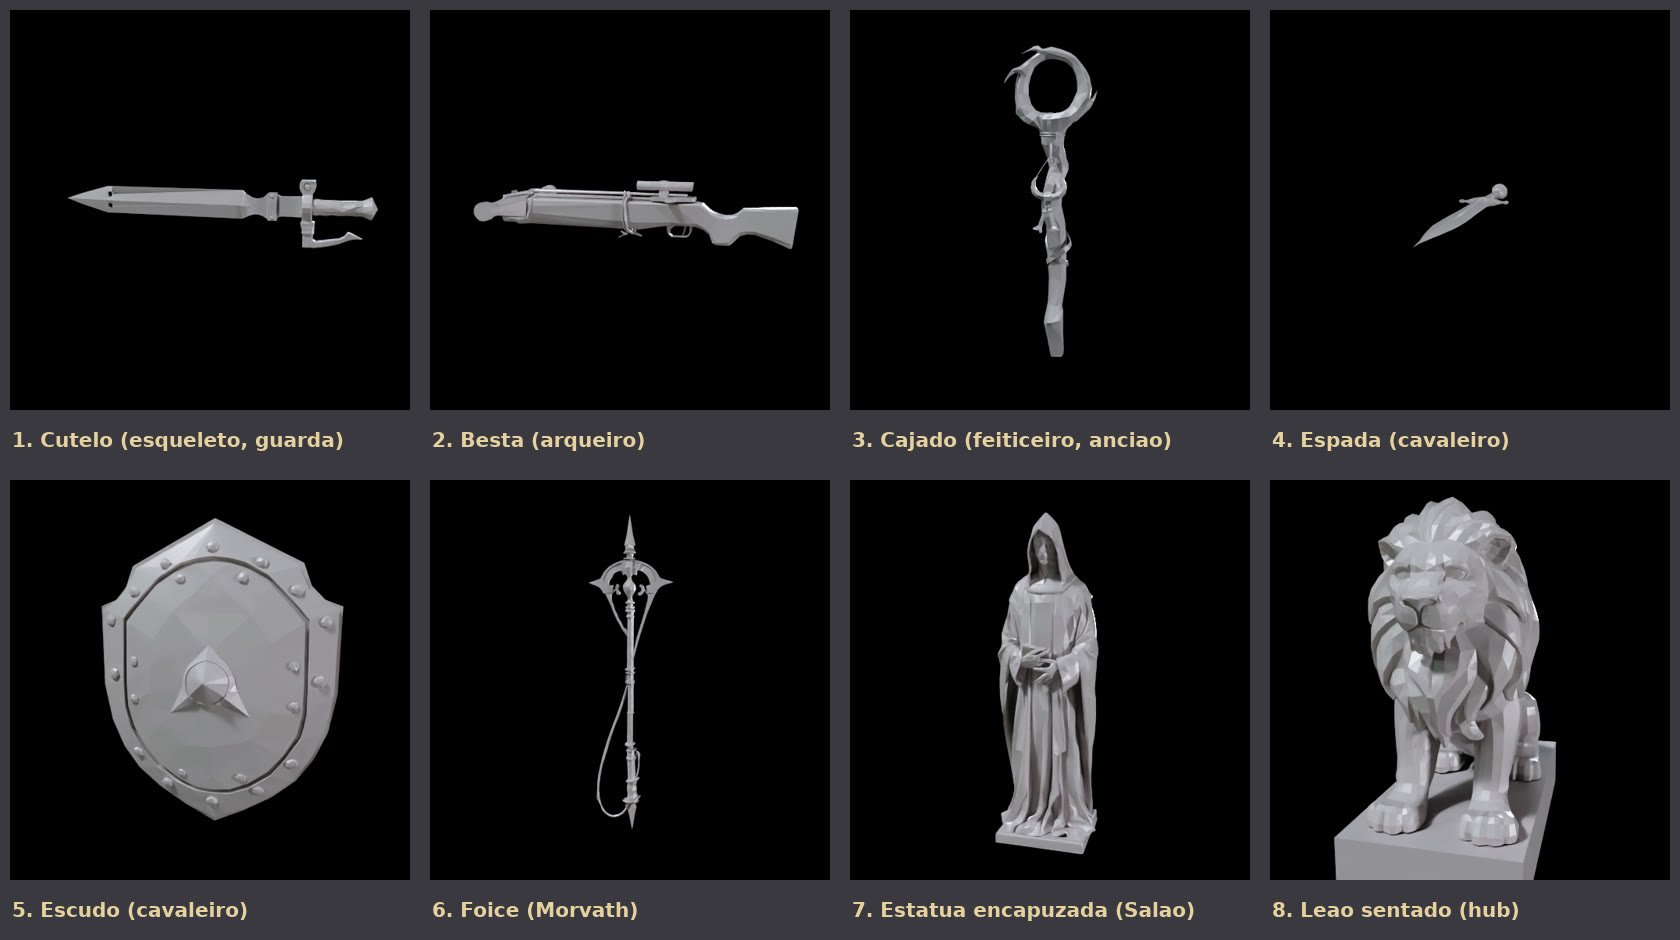 1. Cutelo (esqueleto, guarda)
2. Besta (arqueiro)
3. Cajado (feiticeiro, anciao)
4. Espada (cavaleiro)
5. Escudo (cavaleiro)
6. Foice (Morvath)
7. Estatua encapuzada (Salao)
8. Leao sentado (hub)